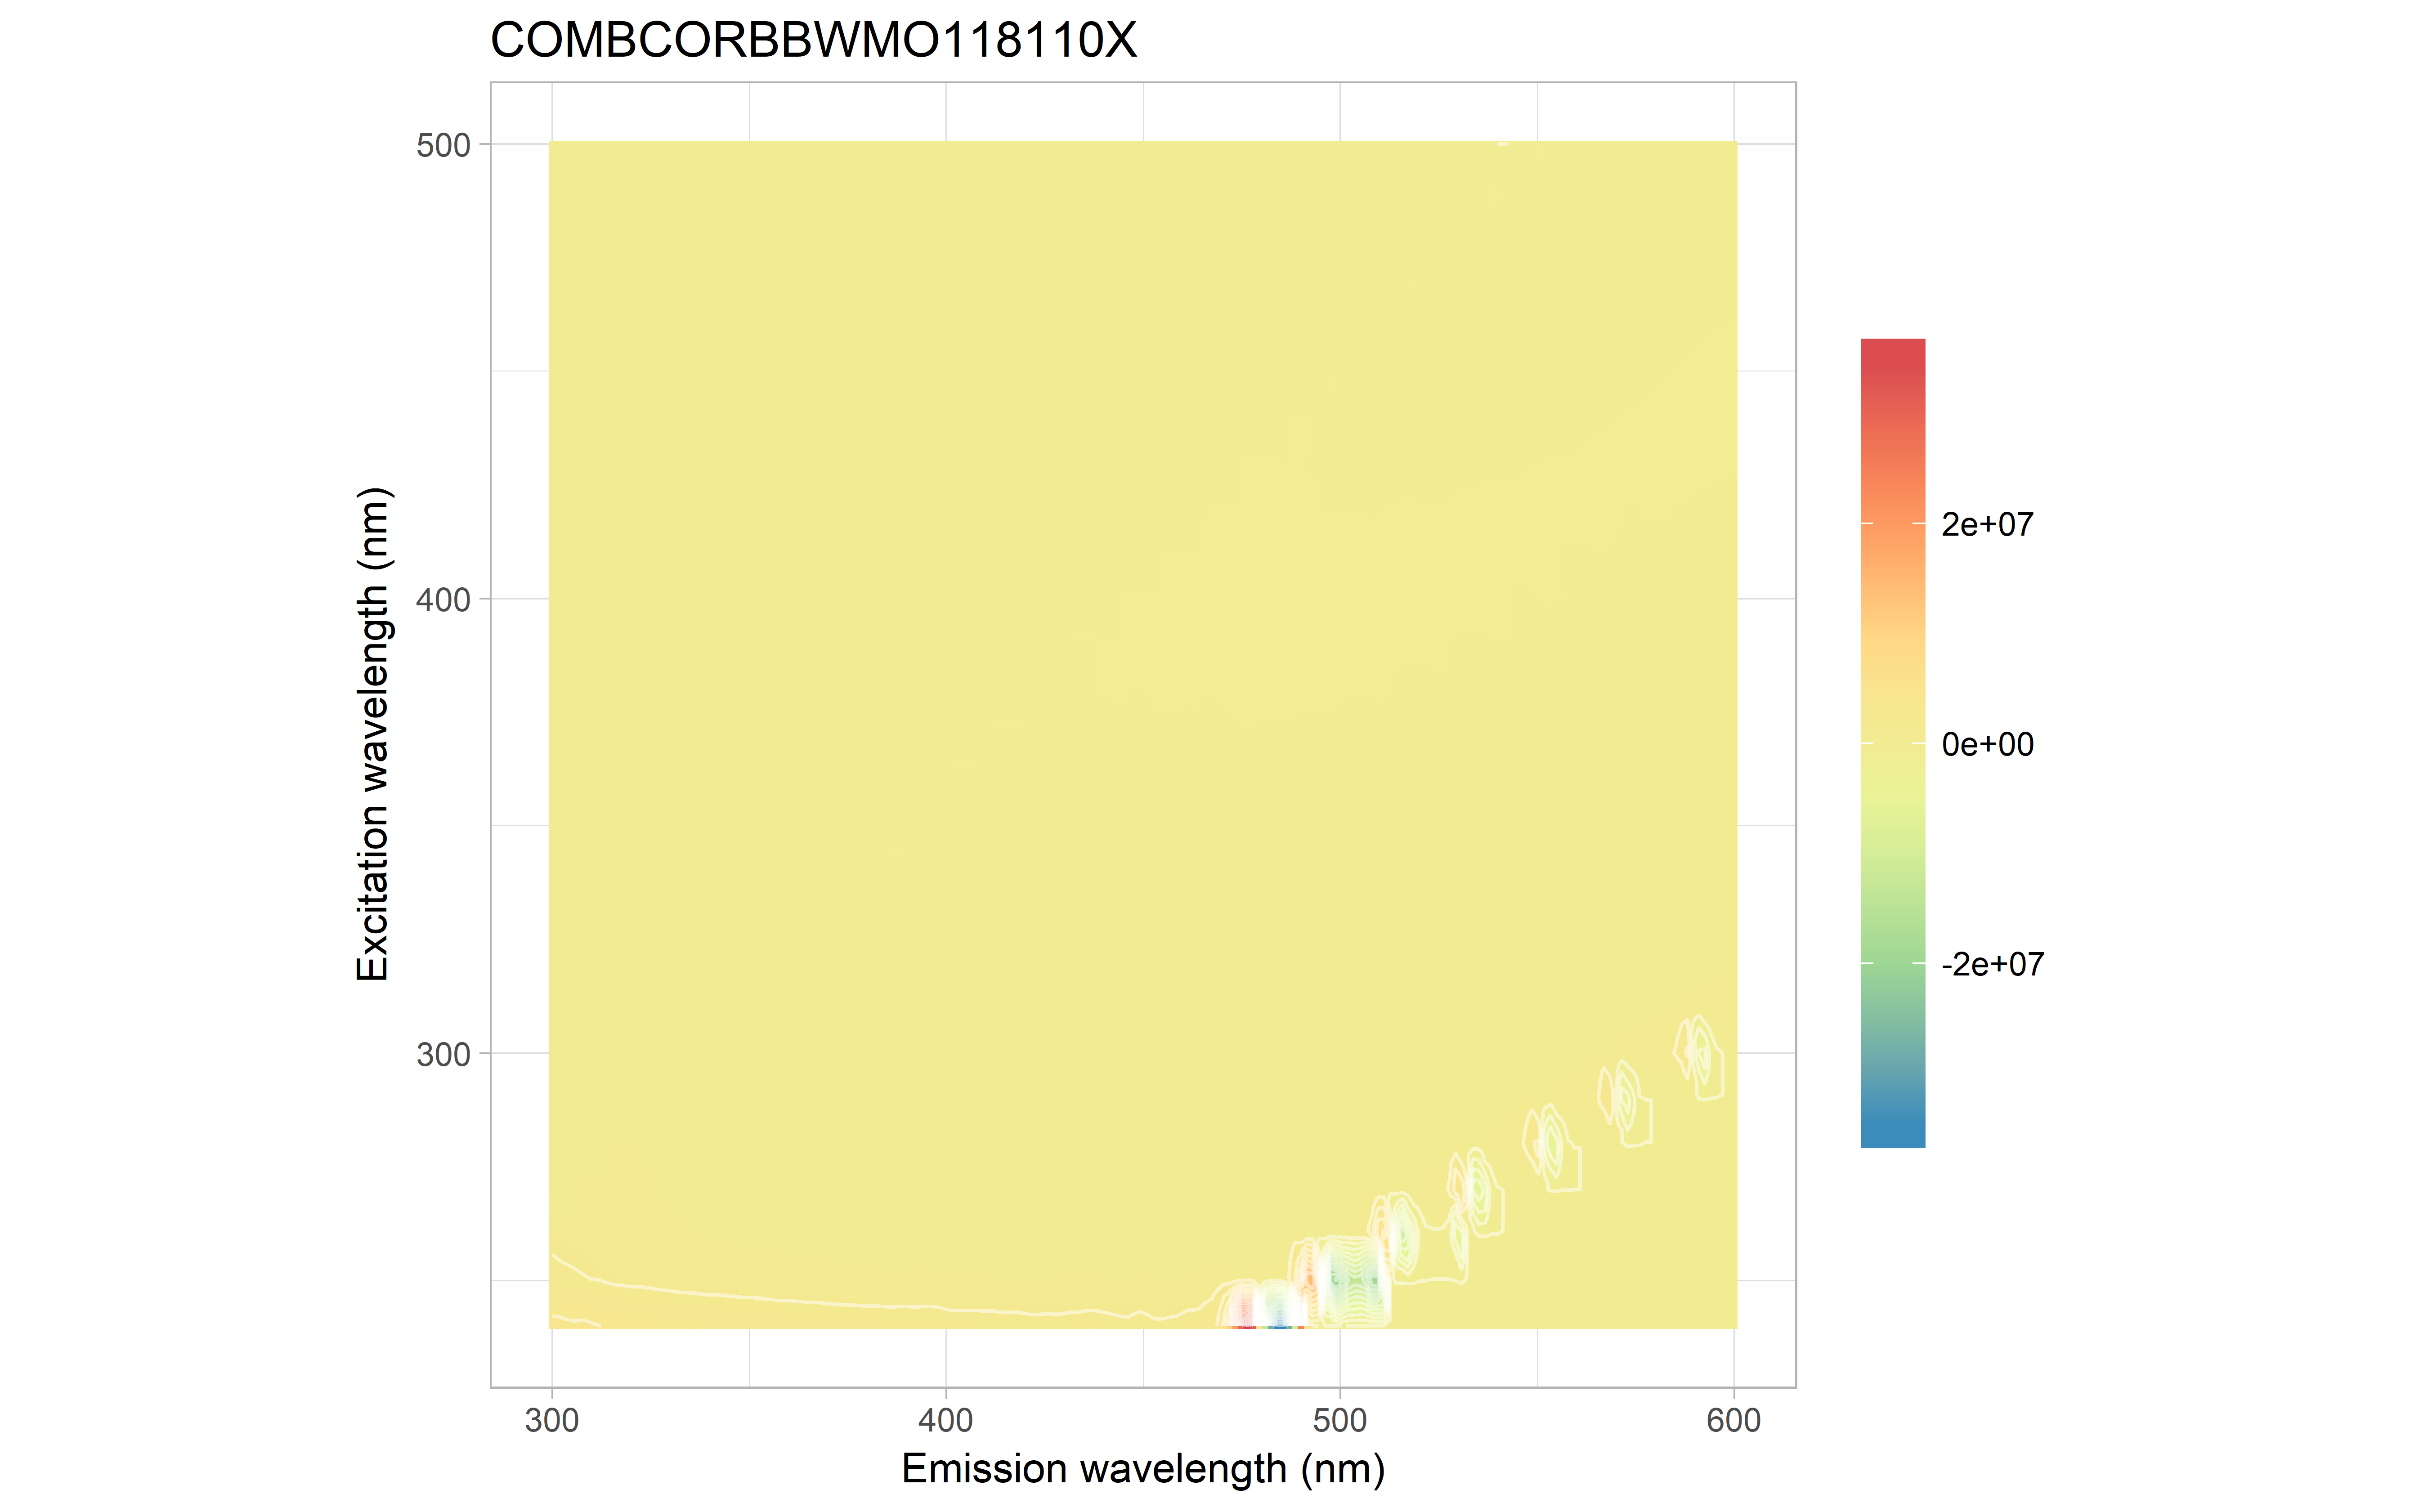 COMBCORBBWMO118110X
Excitation wavelength (nm)
500
400
300
300
400
500
600
Emission wavelength (nm)
2e+07
0e+00
-2e+07